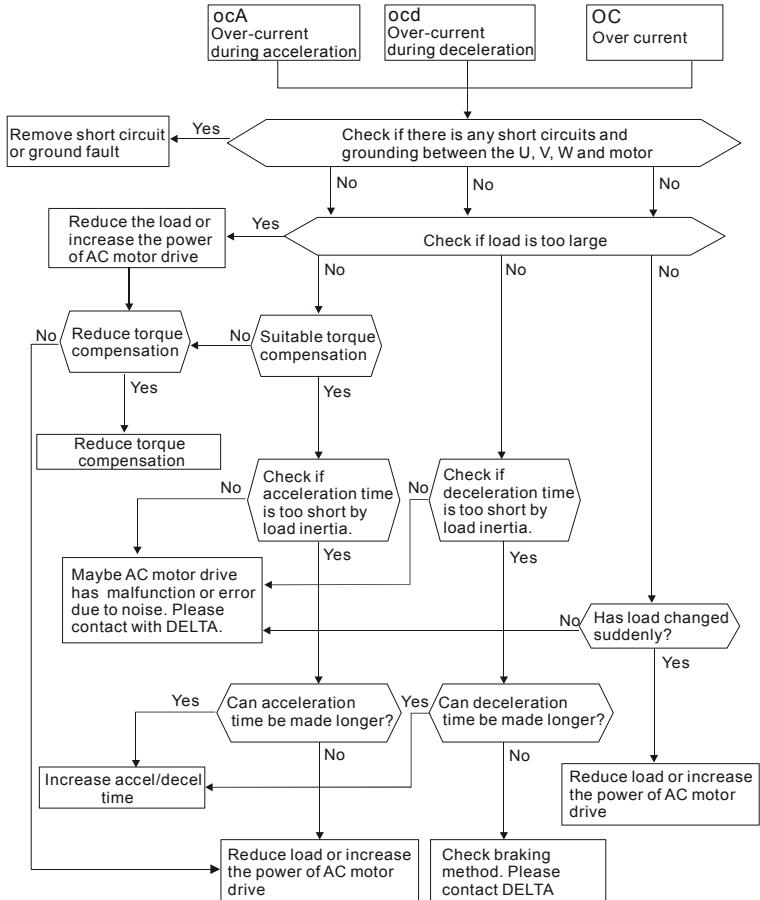 ocA
Over-current
during acceleration
ocd
Over-current
during deceleration
OC
Over current
Yes
Remove short circuit
or ground fault
Check if there is any short circuits and
grounding between the U, V, W and motor
No
No
No
Reduce the load or
increase the power
of AC motor drive
Yes
Check if load is too large
No
No
No
No
Reduce torque
compensation
No
Suitable torque
compensation
Yes
Yes
Reduce torque
compensation
No
Check if
acceleration time
is too short by
load inertia.
No
Check if
deceleration time
is too short by
load inertia.
Yes
Yes
Maybe AC motor drive
has malfunction or error
due to noise. Please
contact with DELTA.
No
Has load changed
suddenly?
Yes
Yes
Can acceleration
time be made longer?
Yes
Can deceleration
time be made longer?
No
No
Increase accel/decel
time
Reduce load or increase
the power of AC motor
drive
Reduce load or increase
the power of AC motor
drive
Check braking
method. Please
contact DELTA